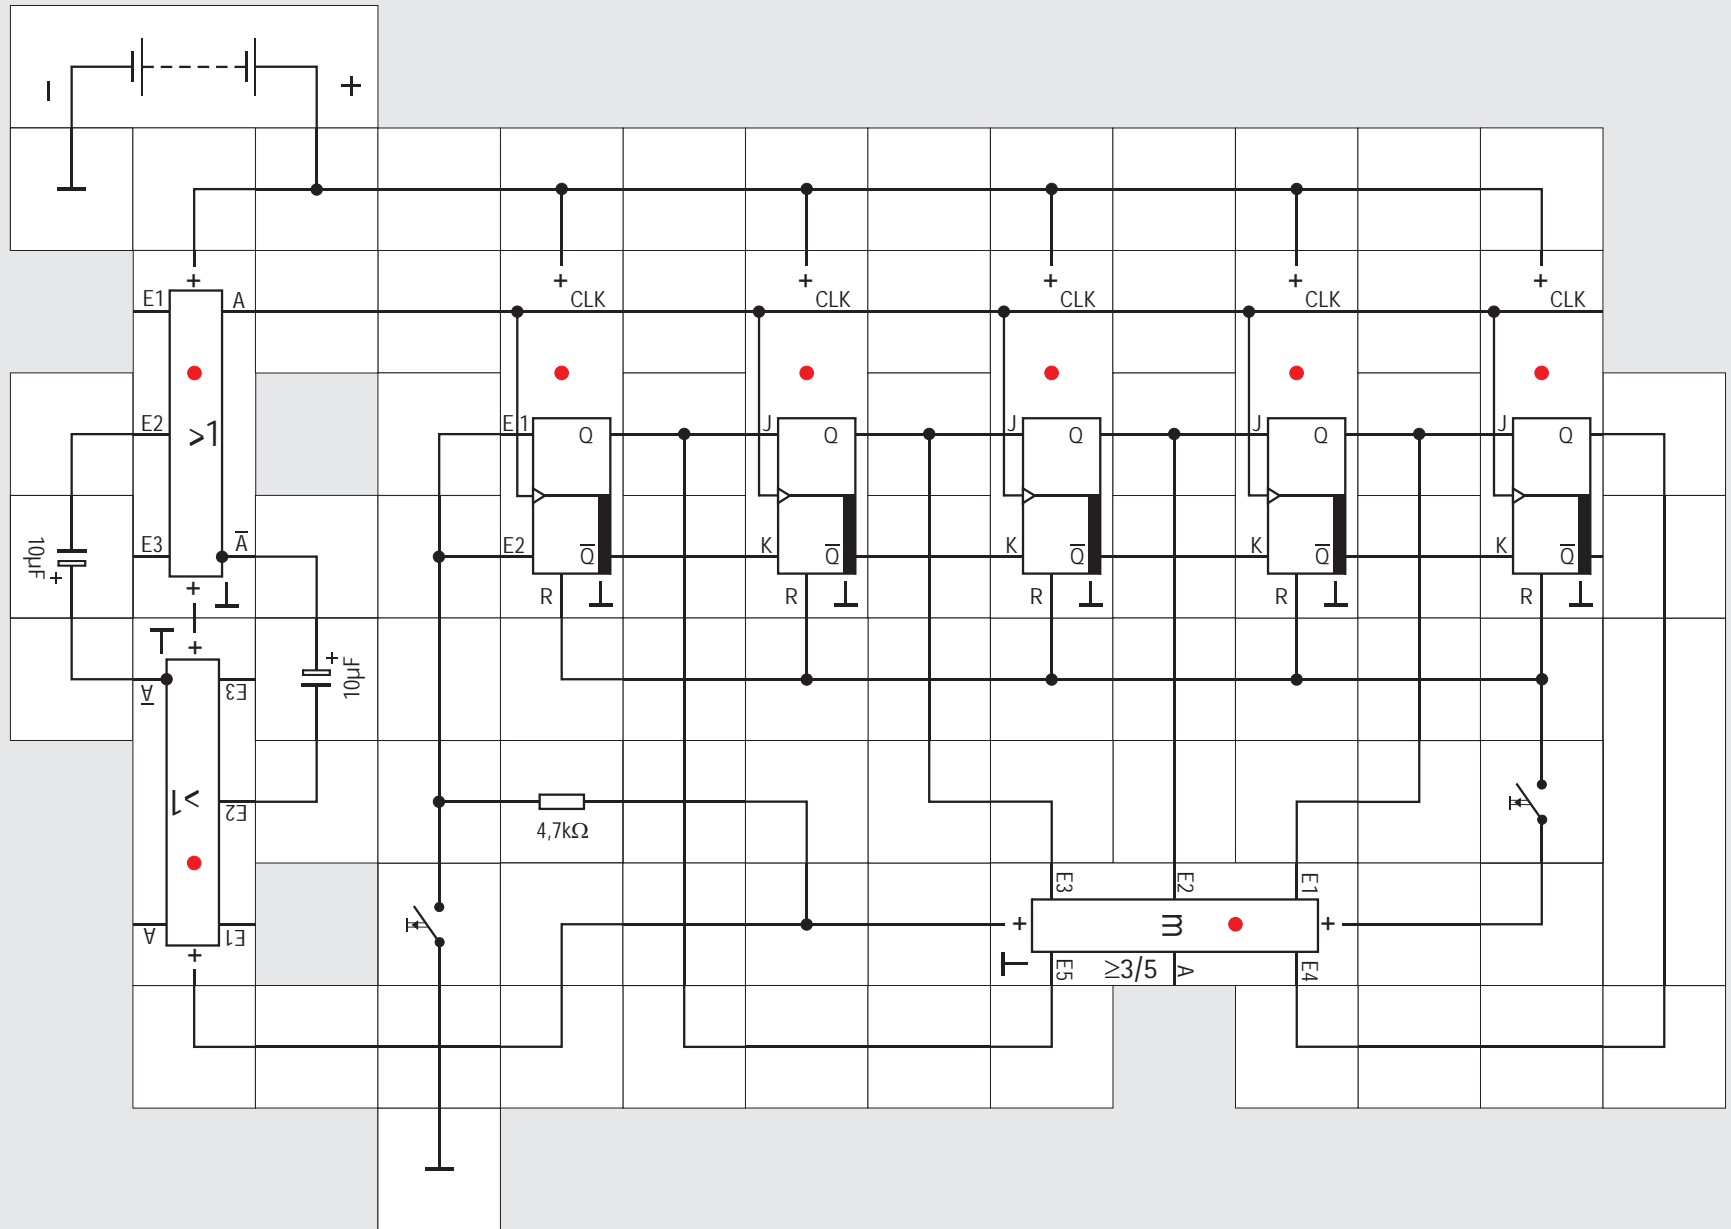 – +
+ + + + + +
E1 A CLK CLK CLK CLK CLK
E2 >1 E1 Q J Q J Q J Q J Q
10µF + E3 A̅ E2 Q̅ K Q̅ K Q̅ K Q̅ K Q̅
+ R R R R R
+
A̅ E3 + 10µF
>1 E2 4,7kΩ
A E1
+
E3 E2 E1
+ m +
E5 ≥3/5 A E4